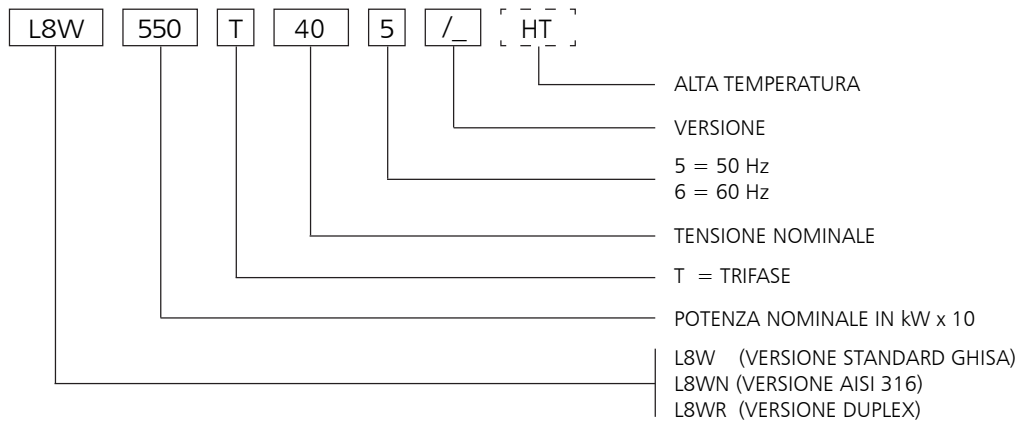 L8W 550 T 40 5 /_ HT
ALTA TEMPERATURA
VERSIONE
5 = 50 Hz
6 = 60 Hz
TENSIONE NOMINALE
T = TRIFASE
POTENZA NOMINALE IN kW x 10
L8W (VERSIONE STANDARD GHISA)
L8WN (VERSIONE AISI 316)
L8WR (VERSIONE DUPLEX)